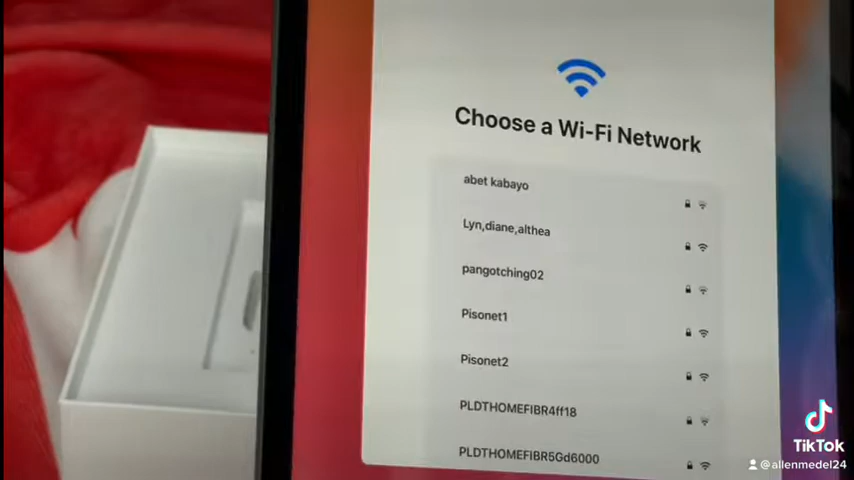 Choose a Wi-Fi Network
abet kabayo
Lyn,diane,althea
pangotching02
Pisonet1
Pisonet2
PLDTHOMEFIBR4ff18
PLDTHOMEFIBR5Gd6000
TikTok
@allenmedel24